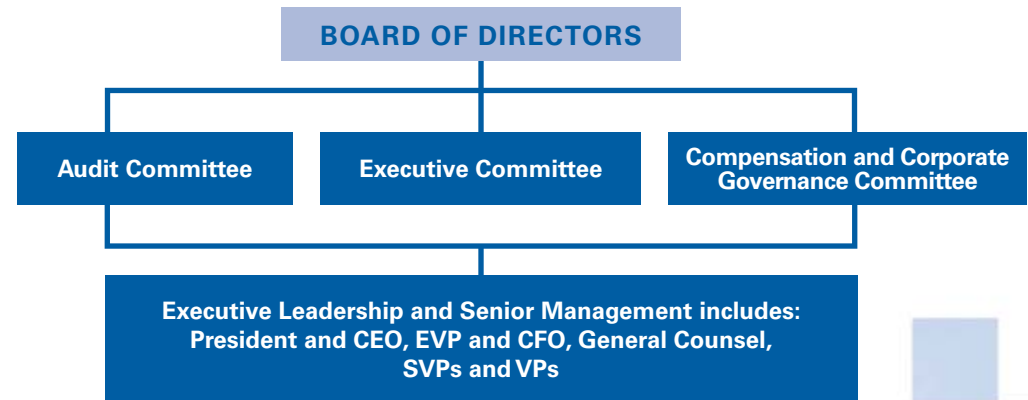 BOARD OF DIRECTORS
Audit Committee
Executive Committee
Compensation and Corporate
Governance Committee
Executive Leadership and Senior Management includes:
President and CEO, EVP and CFO, General Counsel,
SVPs and VPs